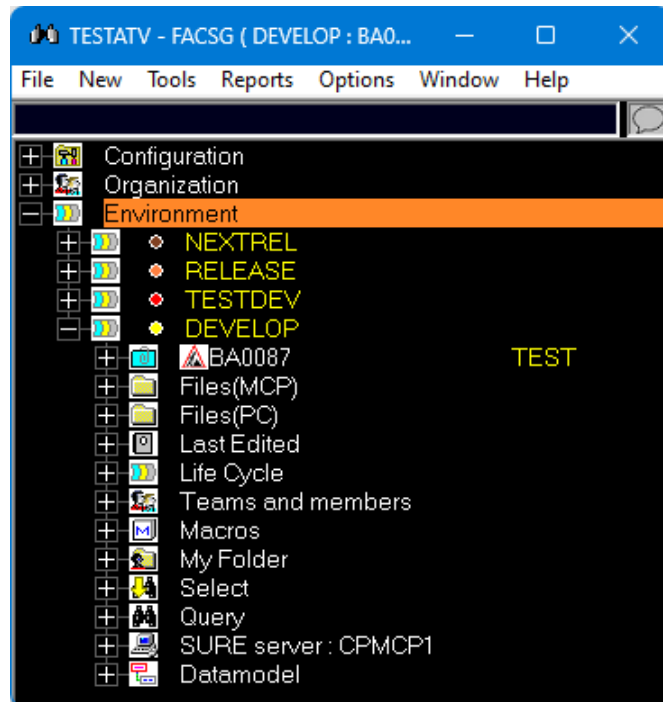 TESTATV - FACSG ( DEVELOP : BA0...
File New Tools Reports Options Window Help
Configuration
Organization
Environment
NEXTREL
RELEASE
TESTDEV
DEVELOP
BA0087 TEST
Files(MCP)
Files(PC)
Last Edited
Life Cycle
Teams and members
Macros
My Folder
Select
Query
SURE server : CPMCP1
Datamodel